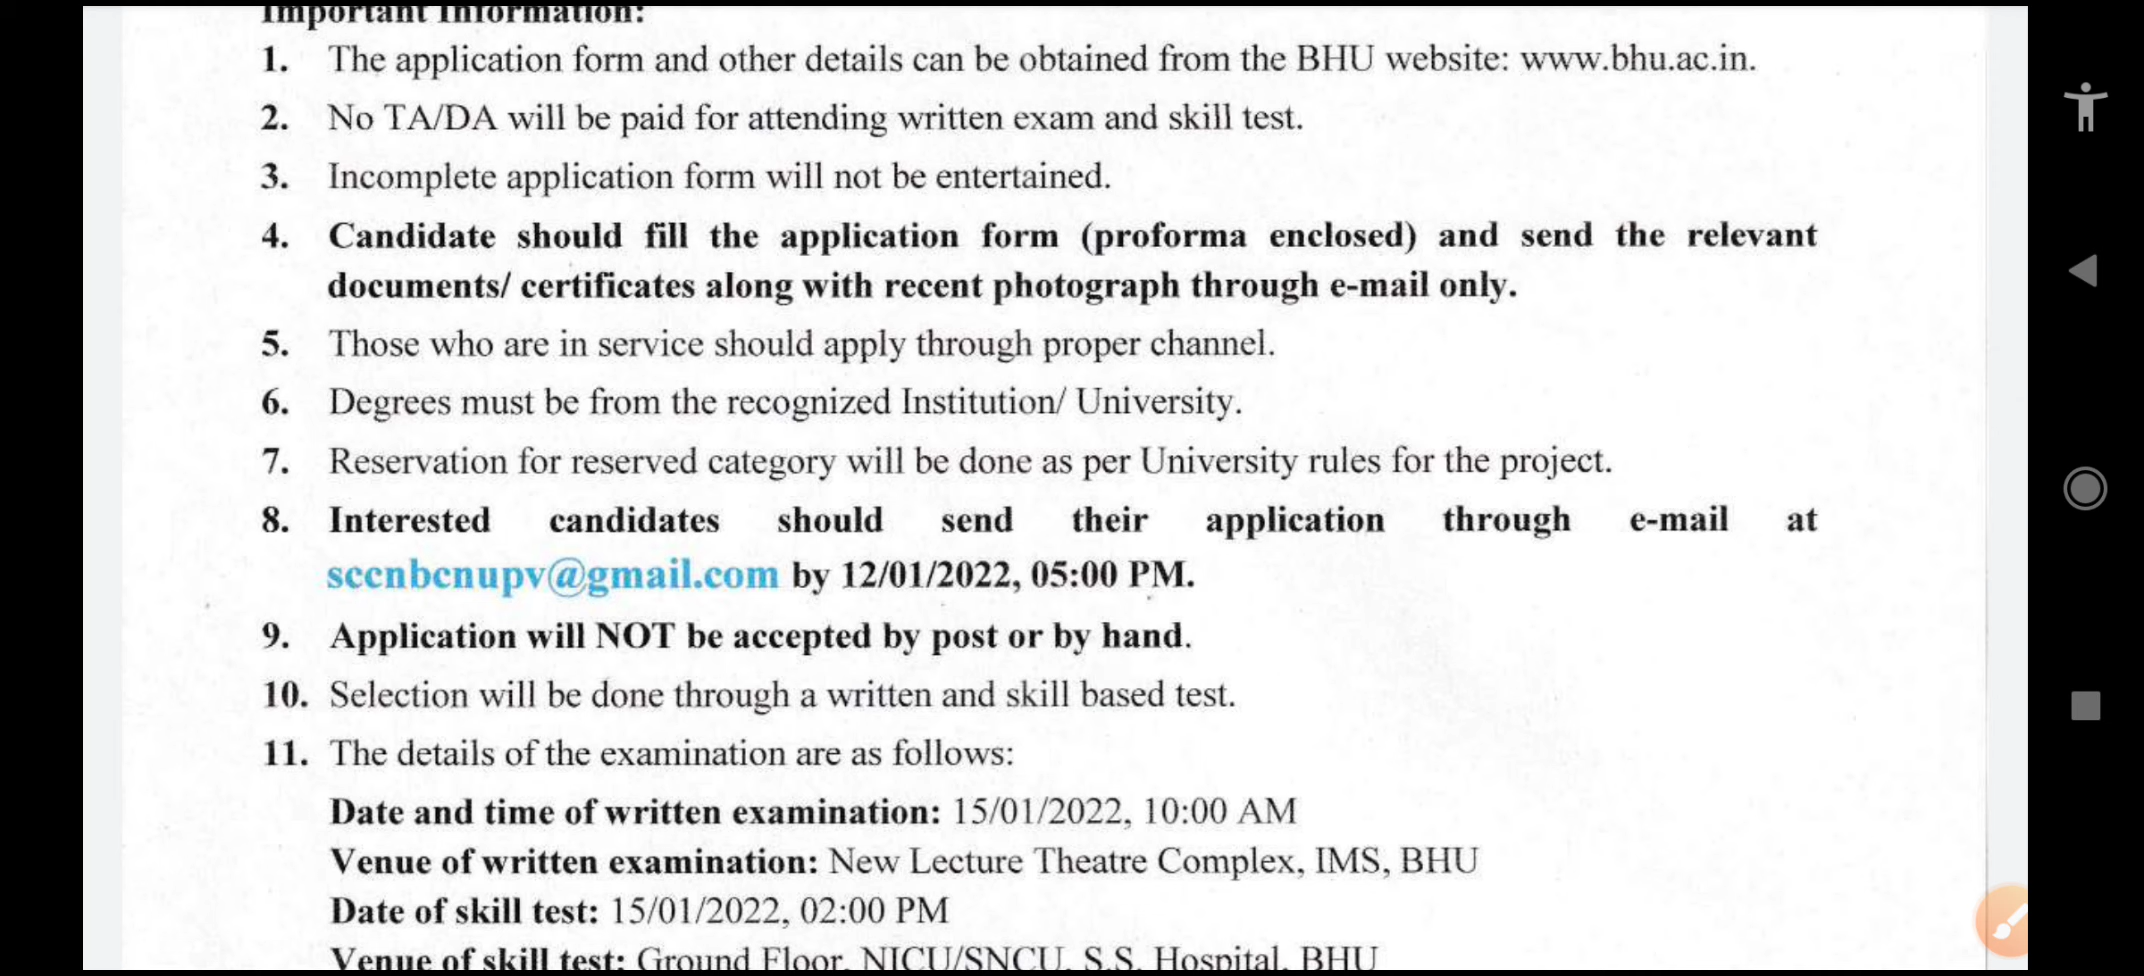 Important Information:
1. The application form and other details can be obtained from the BHU website: www.bhu.ac.in.
2. No TA/DA will be paid for attending written exam and skill test.
3. Incomplete application form will not be entertained.
4. Candidate should fill the application form (proforma enclosed) and send the relevant
documents/ certificates along with recent photograph through e-mail only.
5. Those who are in service should apply through proper channel.
6. Degrees must be from the recognized Institution/ University.
7. Reservation for reserved category will be done as per University rules for the project.
8. Interested candidates should send their application through e-mail at
sccnbcnupv@gmail.com by 12/01/2022, 05:00 PM.
9. Application will NOT be accepted by post or by hand.
10. Selection will be done through a written and skill based test.
11. The details of the examination are as follows:
Date and time of written examination: 15/01/2022, 10:00 AM
Venue of written examination: New Lecture Theatre Complex, IMS, BHU
Date of skill test: 15/01/2022, 02:00 PM
Venue of skill test: Ground Floor, NICU/SNCU, S.S. Hospital, BHU